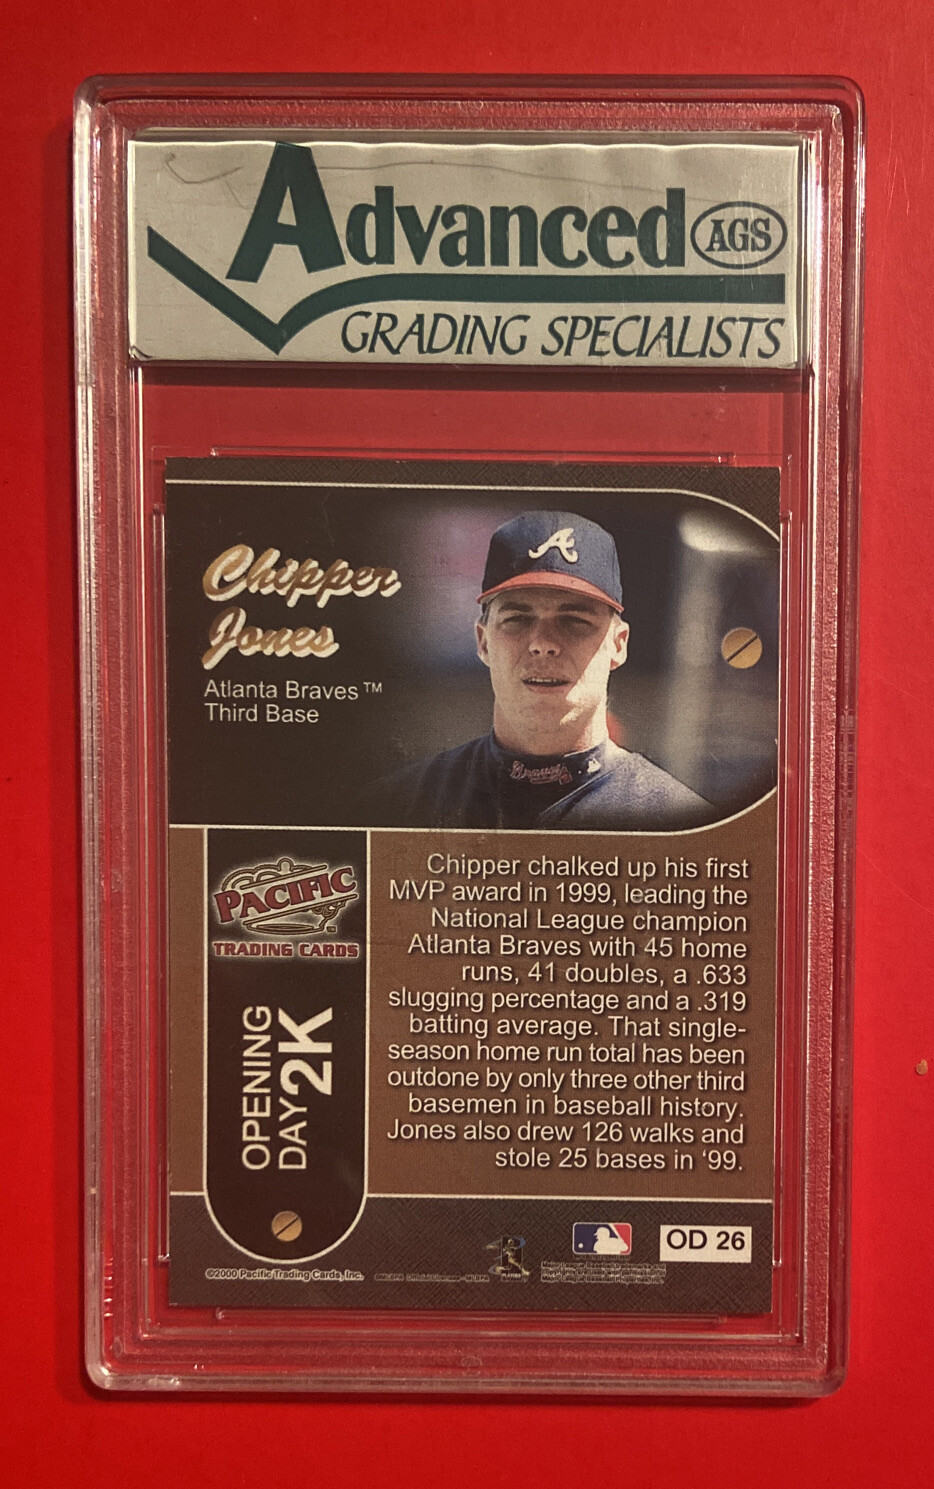 Advanced AGS
GRADING SPECIALISTS
A
Chipper
Jones
Atlanta Braves™
Third Base
Braves
PACIFIC
TRADING CARDS
OPENING
DAY 2K
Chipper chalked up his first
MVP award in 1999, leading the
National League champion
Atlanta Braves with 45 home
runs, 41 doubles, a .633
slugging percentage and a .319
batting average. That single-
season home run total has been
outdone by only three other third
basemen in baseball history.
Jones also drew 126 walks and
stole 25 bases in ‘99.
OD 26
©2000 Pacific Trading Cards, Inc.